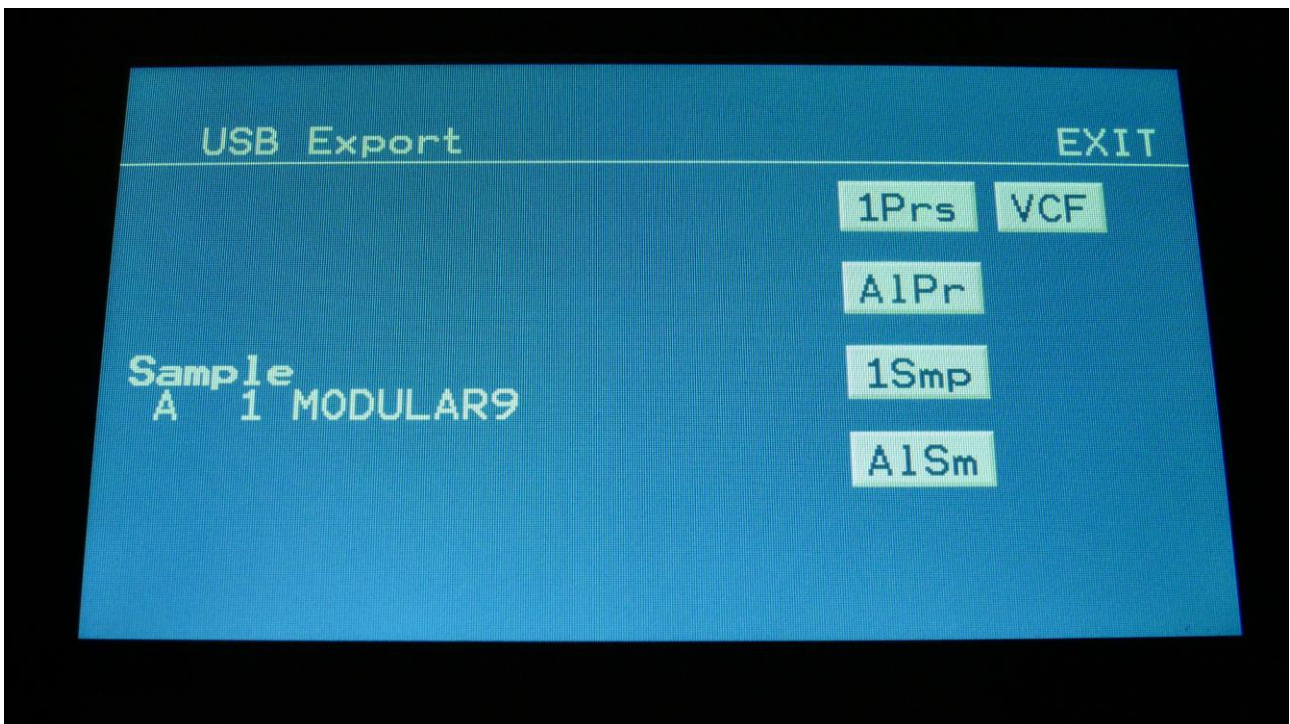 USB Export EXIT
1Prs VCF
AlPr
Sample 1Smp
A 1 MODULAR9
AlSm